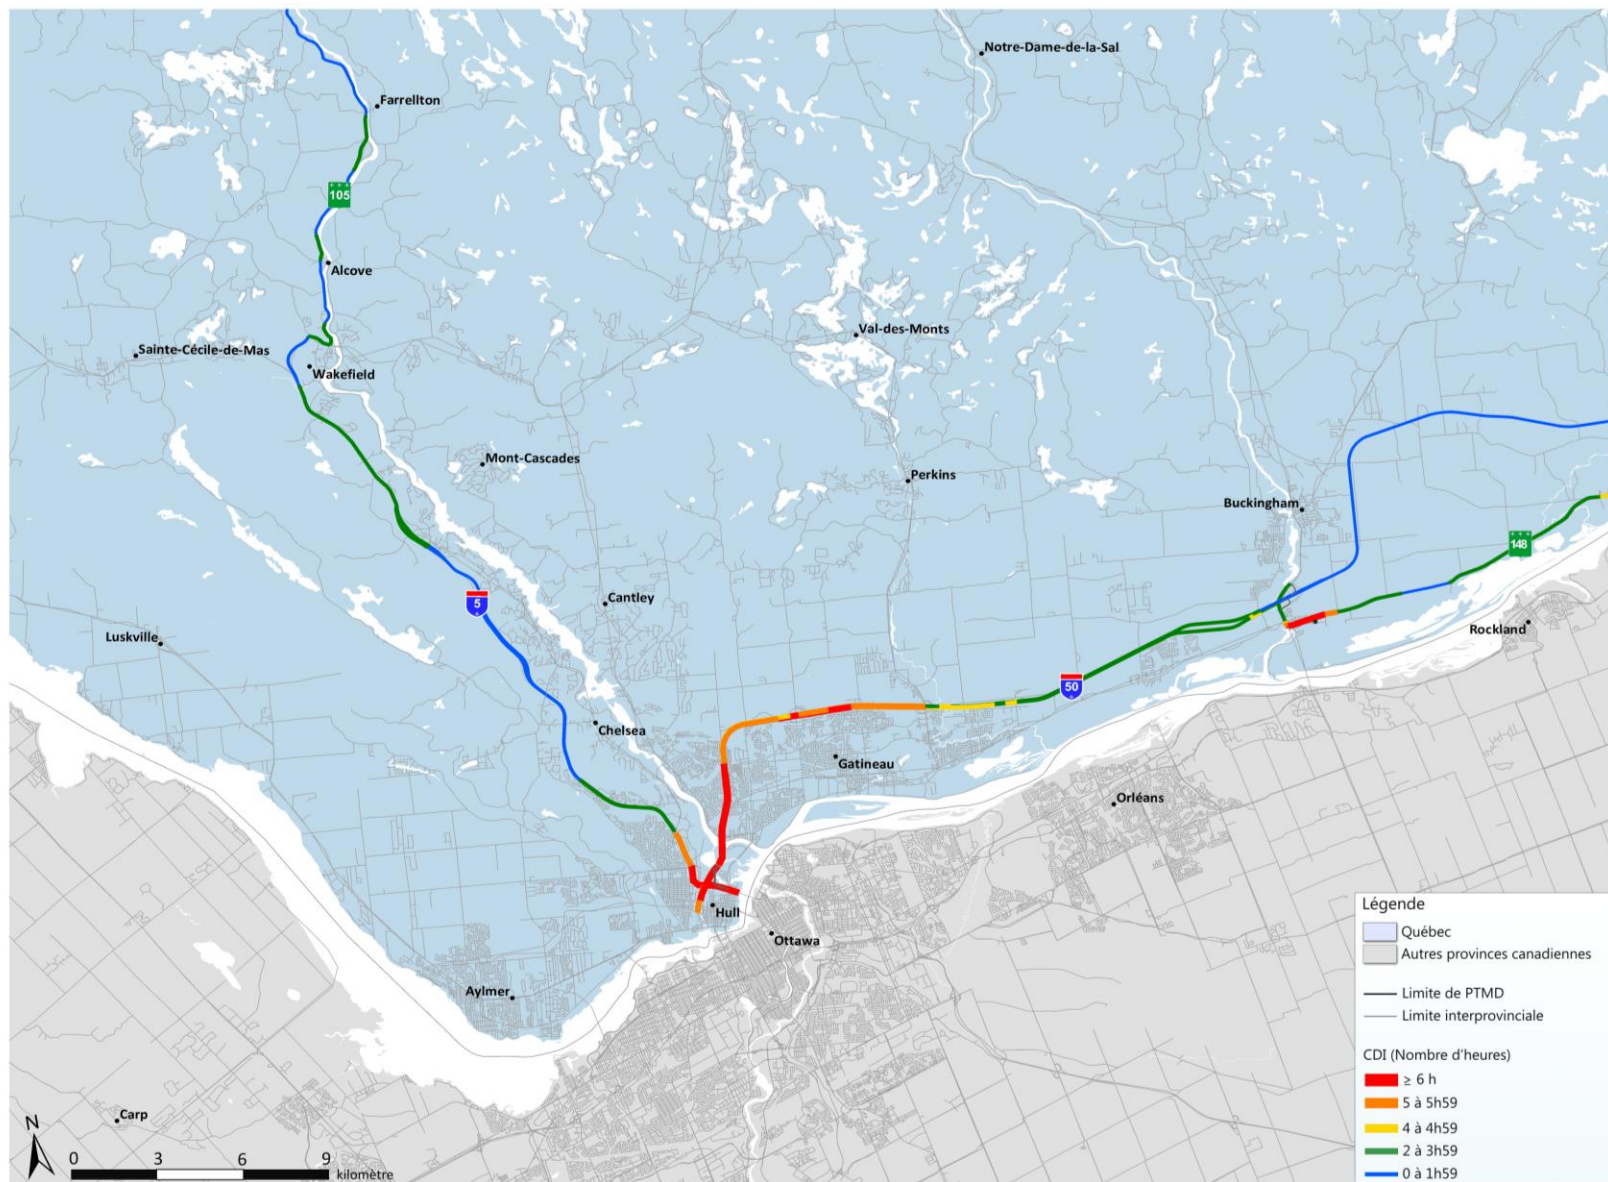 Notre-Dame-de-la-Sal
Farrellton
105
Alcove
Val-des-Monts
Sainte-Cécile-de-Mas
Wakefield
Mont-Cascades
Perkins
Buckingham
148
5
Cantley
Luskville
Rockland
50
Chelsea
Gatineau
Orléans
Hull
Ottawa
Aylmer
Carp
N
0 3 6 9
kilomètre
Légende
Québec
Autres provinces canadiennes
Limite de PTMD
Limite interprovinciale
CDI (Nombre d'heures)
≥ 6 h
5 à 5h59
4 à 4h59
2 à 3h59
0 à 1h59